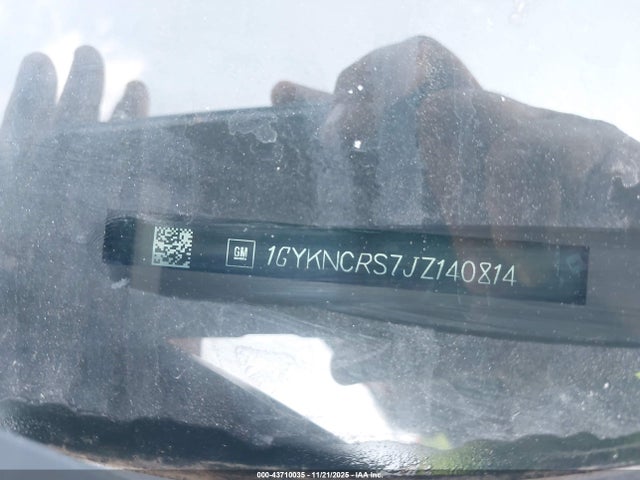 GM
1GYKNCRS7JZ140814
000-43710035 - 11/21/2025 - IAA Inc.